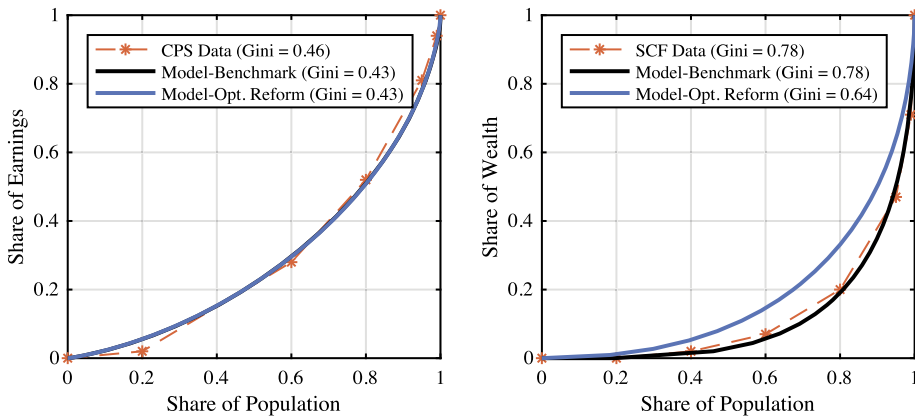 CPS Data (Gini = 0.46)
Model-Benchmark (Gini = 0.43)
Model-Opt. Reform (Gini = 0.43)
Share of Earnings
1
0.8
0.6
0.4
0.2
0
0 0.2 0.4 0.6 0.8 1
Share of Population
SCF Data (Gini = 0.78)
Model-Benchmark (Gini = 0.78)
Model-Opt. Reform (Gini = 0.64)
Share of Wealth
1
0.8
0.6
0.4
0.2
0
0 0.2 0.4 0.6 0.8 1
Share of Population